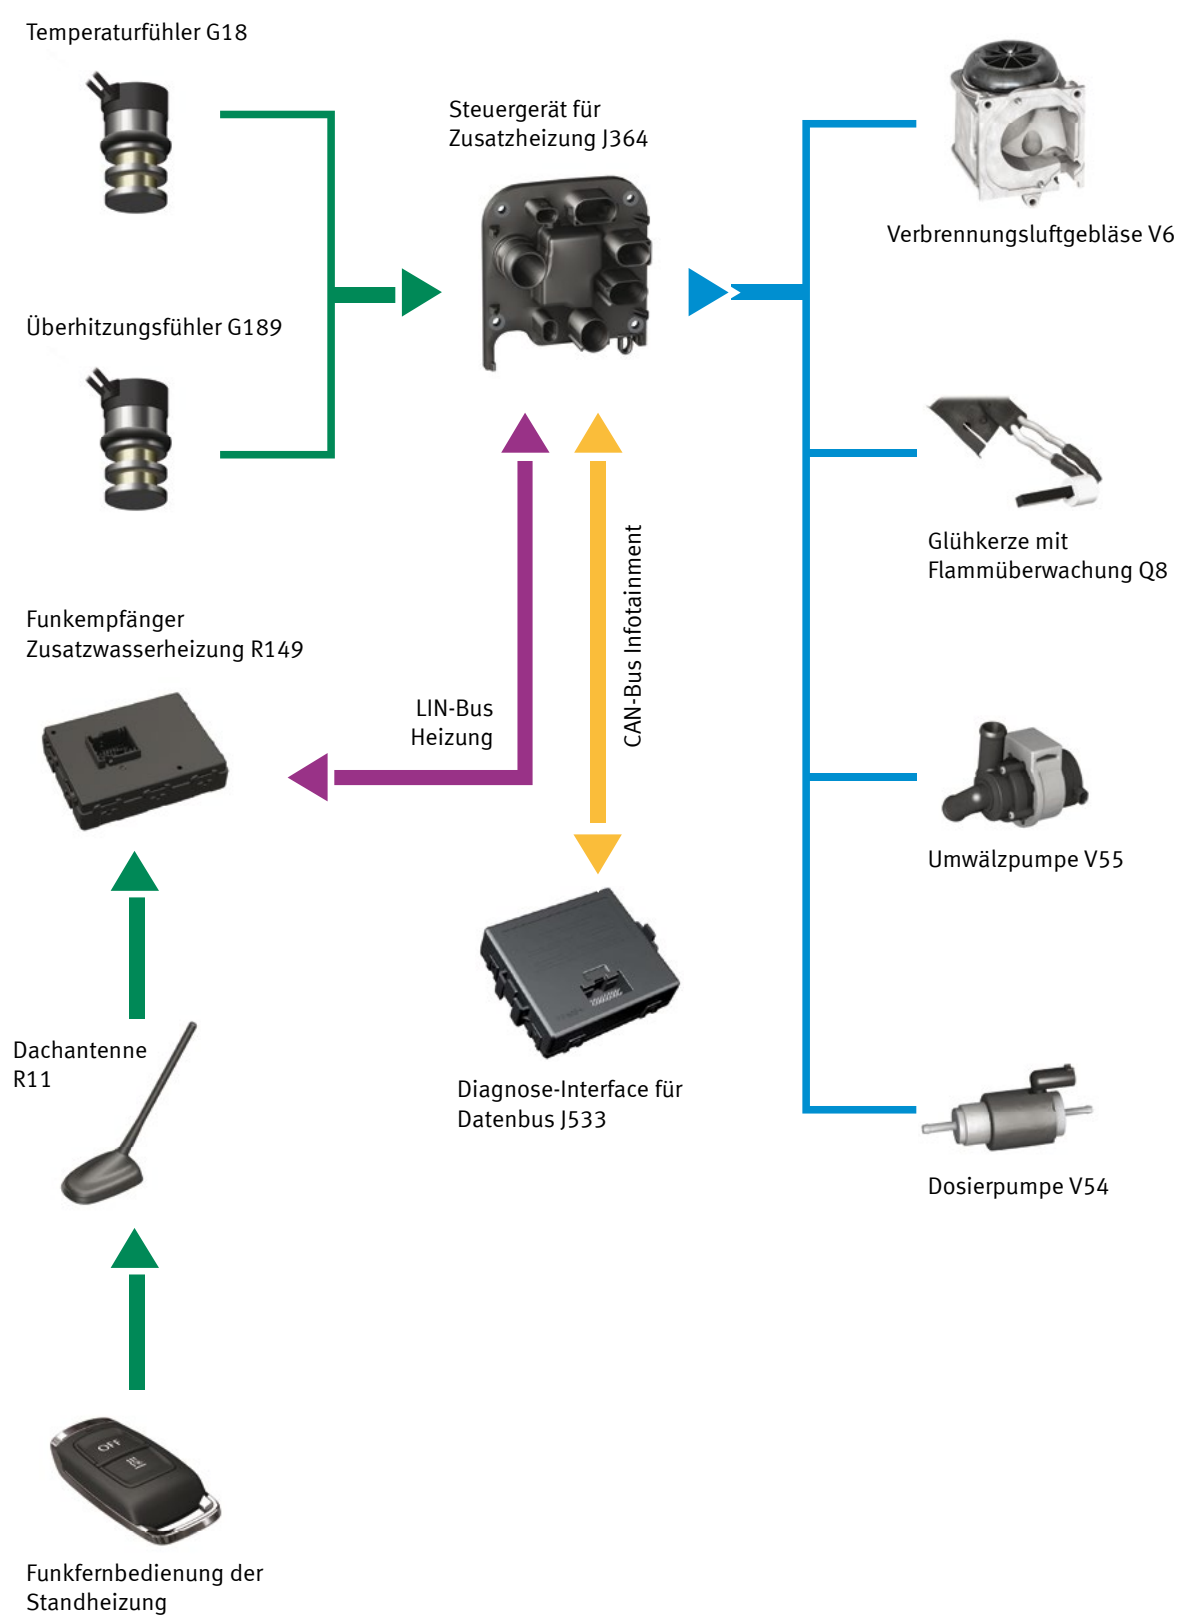 Temperaturfühler G18
Steuergerät für
Zusatzheizung J364
Verbrennungsluftgebläse V6
Überhitzungsfühler G189
Glühkerze mit
Flammüberwachung Q8
Funkempfänger
Zusatzwasserheizung R149
LIN-Bus
Heizung
CAN-Bus Infotainment
Umwälzpumpe V55
Dachantenne
R11
Diagnose-Interface für
Datenbus J533
Dosierpumpe V54
OFF
Funkfernbedienung der
Standheizung